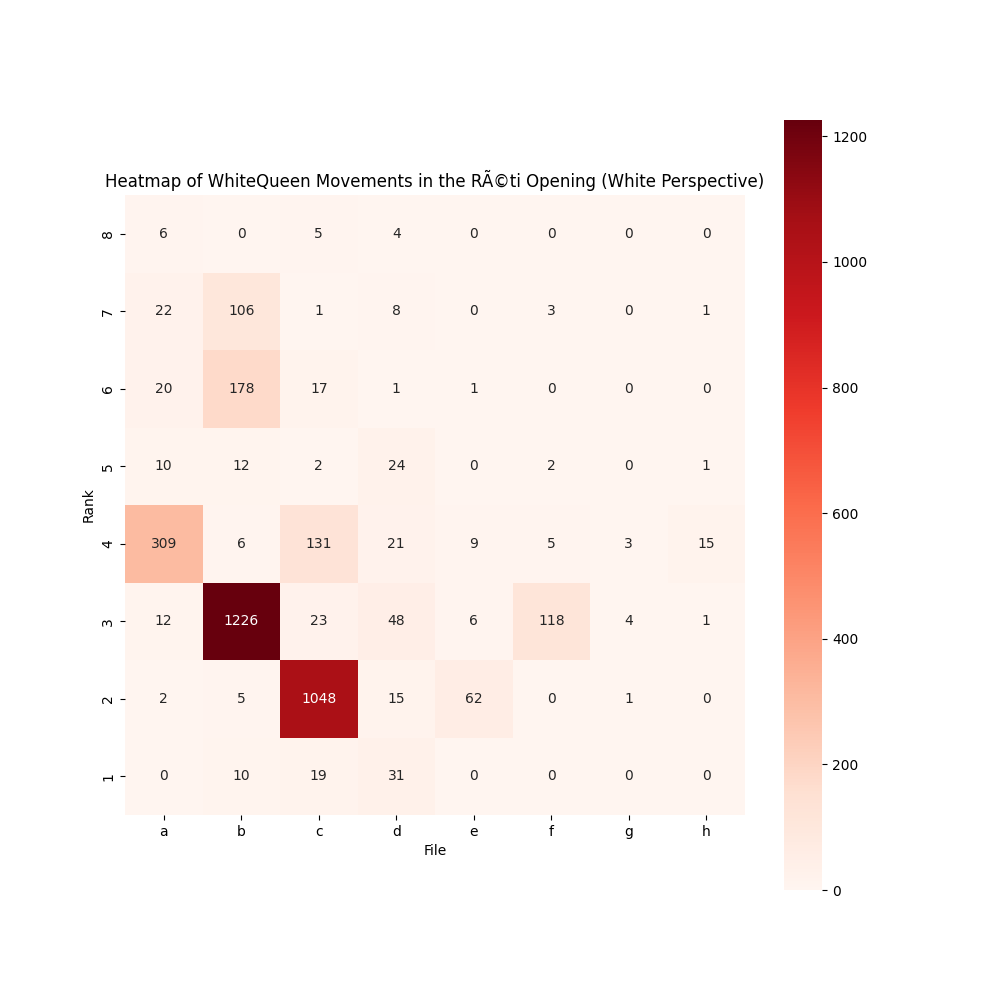 Heatmap of WhiteQueen Movements in the RÃ©ti Opening (White Perspective)
8 6 0 5 4 0 0 0 0
7 22 106 1 8 0 3 0 1
6 20 178 17 1 1 0 0 0
5 10 12 2 24 0 2 0 1
4 309 6 131 21 9 5 3 15
3 12 1226 23 48 6 118 4 1
2 2 5 1048 15 62 0 1 0
1 0 10 19 31 0 0 0 0
a b c d e f g h
File
Rank
1200
1000
800
600
400
200
0